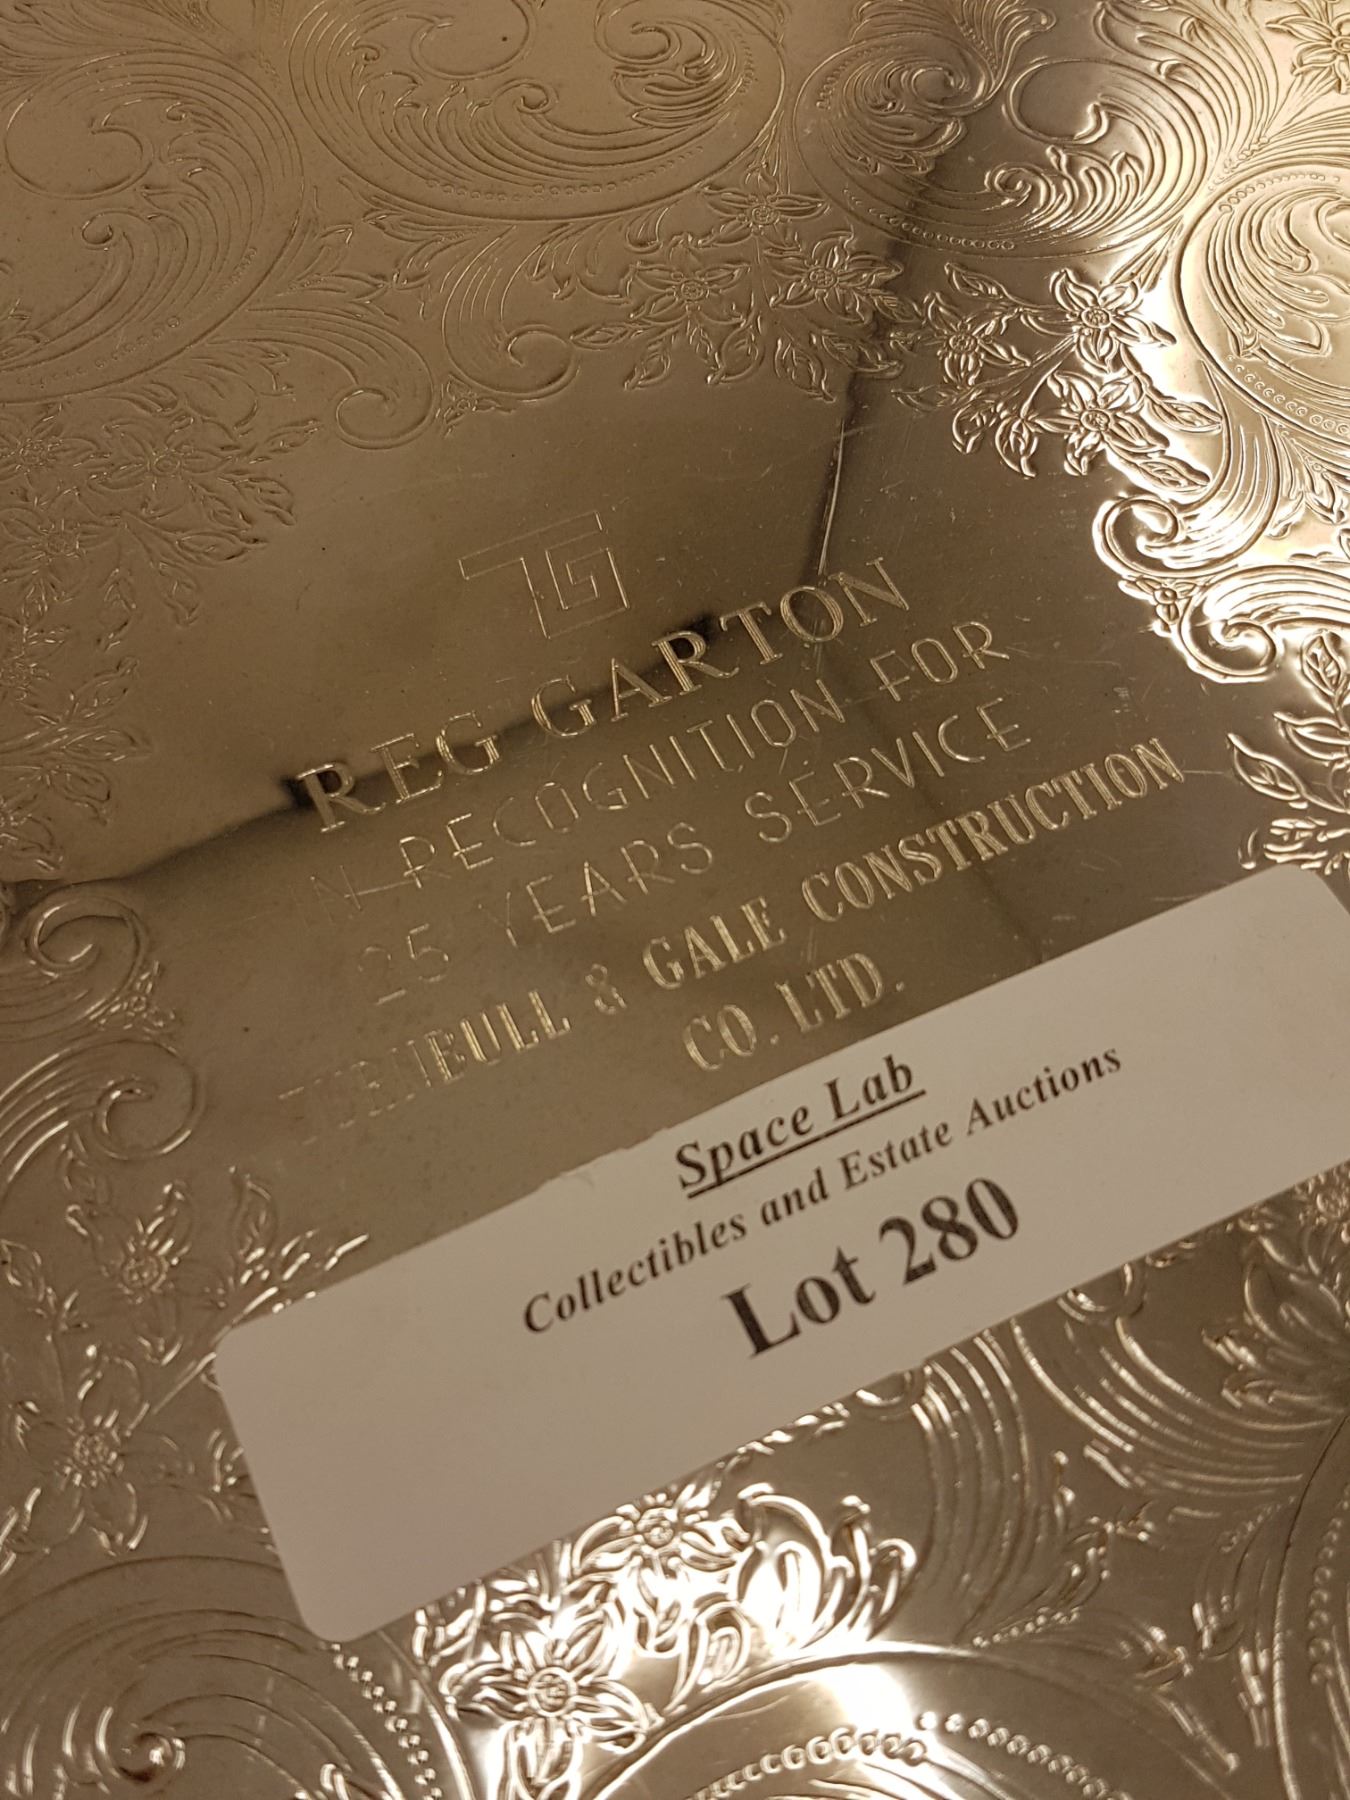 TG
REG GARTON
IN RECOGNITION FOR
25 YEARS SERVICE
TURNBULL & GALE CONSTRUCTION
CO. LTD.
Space Lab
Collectibles and Estate Auctions
Lot 280